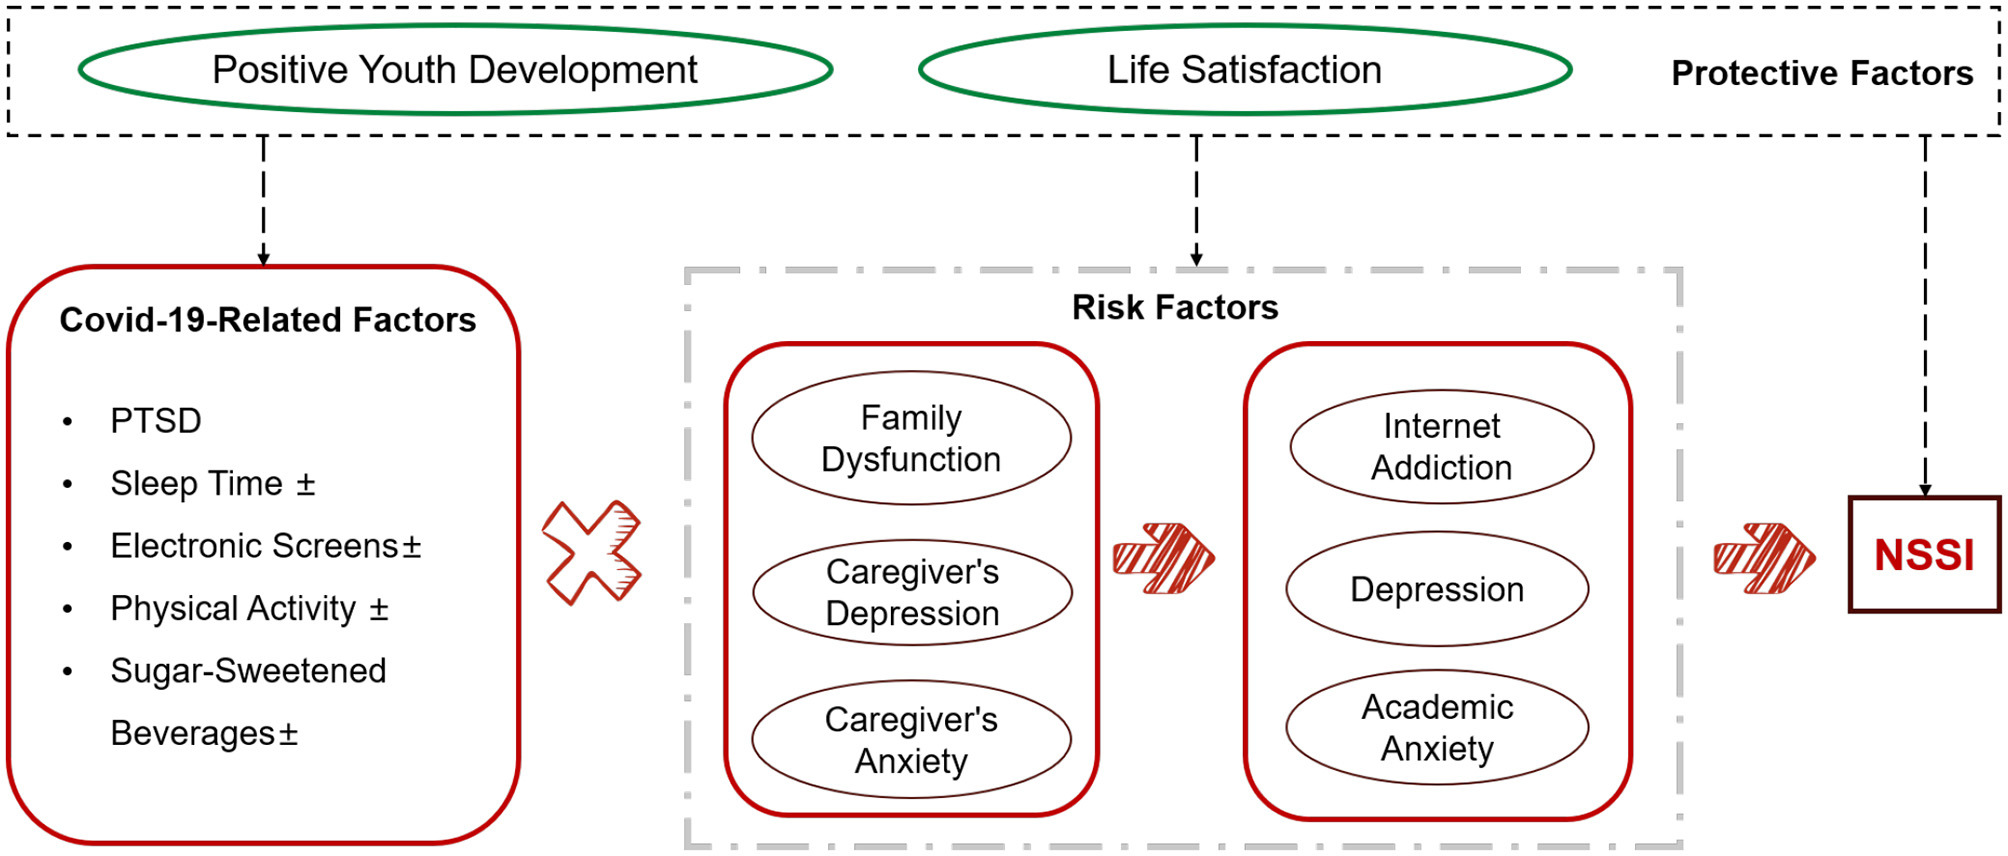 Positive Youth Development
Life Satisfaction
Protective Factors
Covid-19-Related Factors
• PTSD
• Sleep Time ±
• Electronic Screens±
• Physical Activity ±
• Sugar-Sweetened
Beverages±
Risk Factors
Family
Dysfunction
Caregiver's
Depression
Caregiver's
Anxiety
Internet
Addiction
Depression
Academic
Anxiety
NSSI